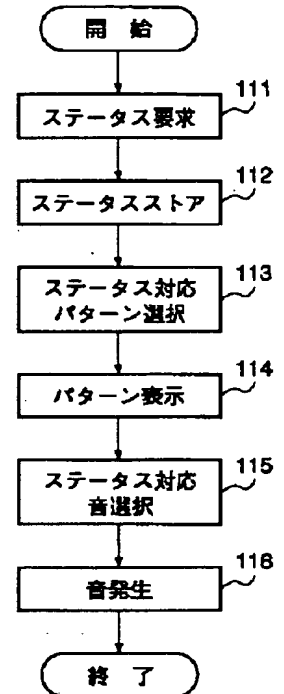 開 始
111
ステータス要求
112
ステータスストア
113
ステータス対応
パターン選択
114
パターン表示
115
ステータス対応
音選択
116
音発生
終 了